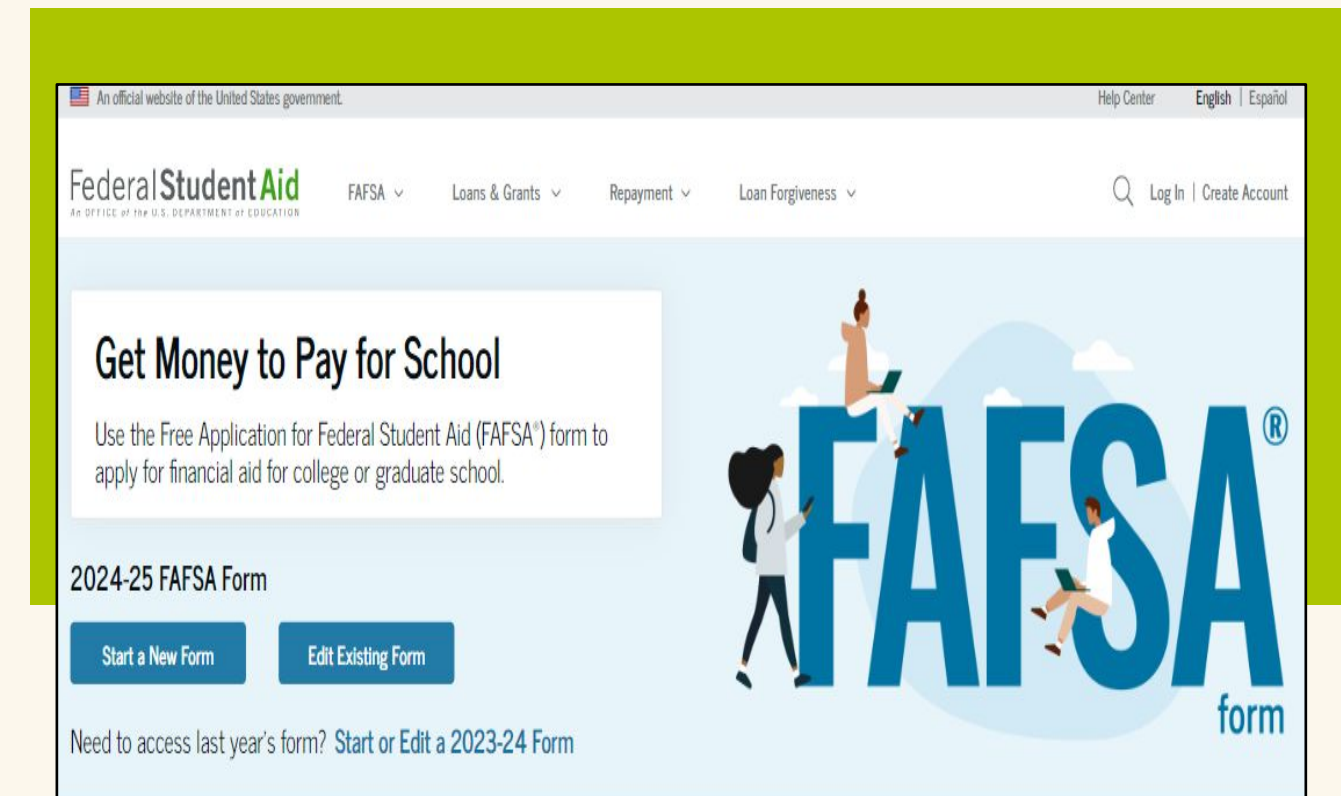 An official website of the United States government.
Help Center English | Español
Federal Student Aid
An OFFICE of the U.S. DEPARTMENT of EDUCATION
FAFSA Loans & Grants Repayment Loan Forgiveness Log In | Create Account
Get Money to Pay for School
Use the Free Application for Federal Student Aid (FAFSA®) form to
apply for financial aid for college or graduate school.
FAFSA®
form
2024-25 FAFSA Form
Start a New Form Edit Existing Form
Need to access last year's form? Start or Edit a 2023-24 Form